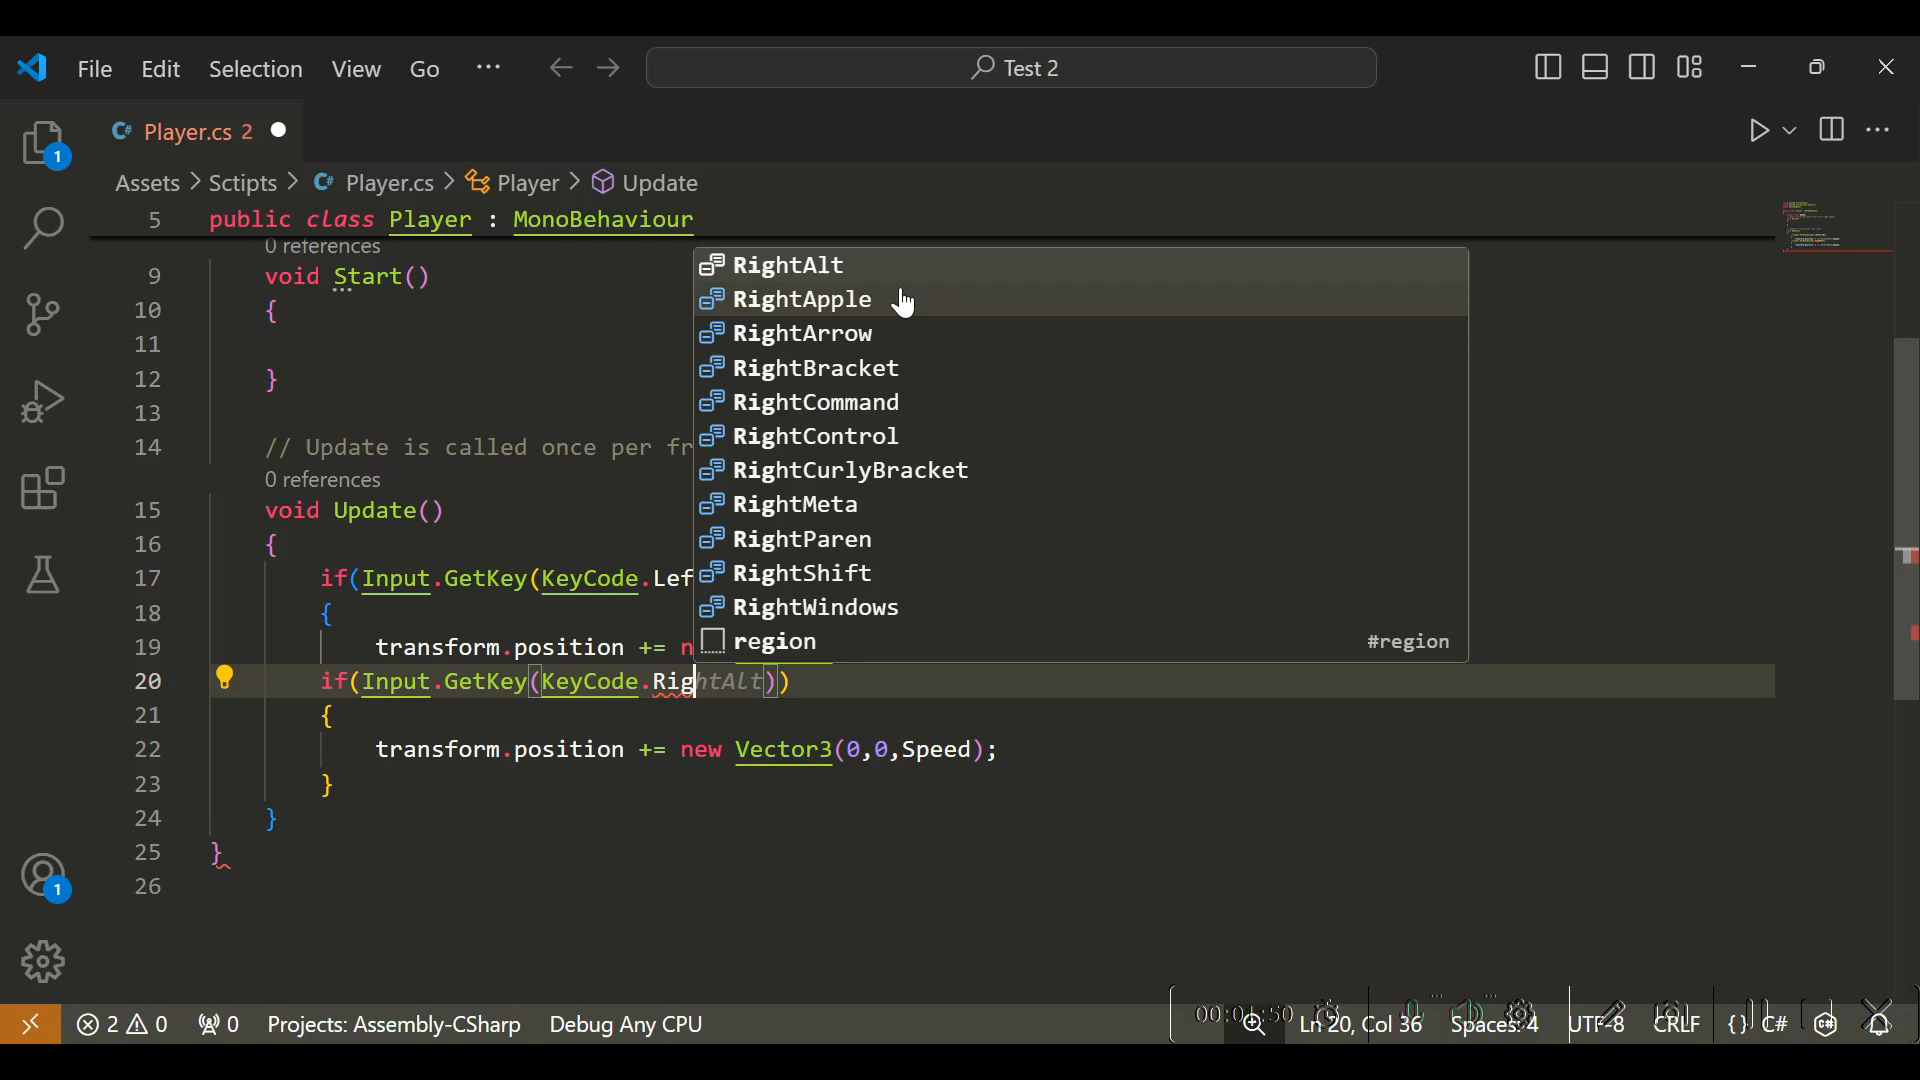 File Edit Selection View Go ··· Test 2
Player.cs 2
Assets > Sctipts > Player.cs > Player > Update
5 public class Player : MonoBehaviour
0 references
9 void Start()
10 {
11
12 }
13
14 // Update is called once per fr
0 references
15 void Update()
16 {
17 if(Input.GetKey(KeyCode.Lef
18 {
19 transform.position += n
20 if(Input.GetKey(KeyCode.RightAlt))
21 {
22 transform.position += new Vector3(0,0,Speed);
23 }
24 }
25 }
26
RightAlt
RightApple
RightArrow
RightBracket
RightCommand
RightControl
RightCurlyBracket
RightMeta
RightParen
RightShift
RightWindows
region #region
1
1
2 0 0 Projects: Assembly-CSharp Debug Any CPU Ln 20, Col 36 Spaces: 4 UTF-8 CRLF {} C#